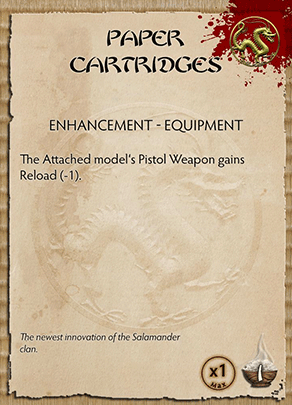 PAPER
CARTRIDGES
ENHANCEMENT - EQUIPMENT
The Attached model's Pistol Weapon gains
Reload (-1).
The newest innovation of the Salamander
clan.
x1
Max
1